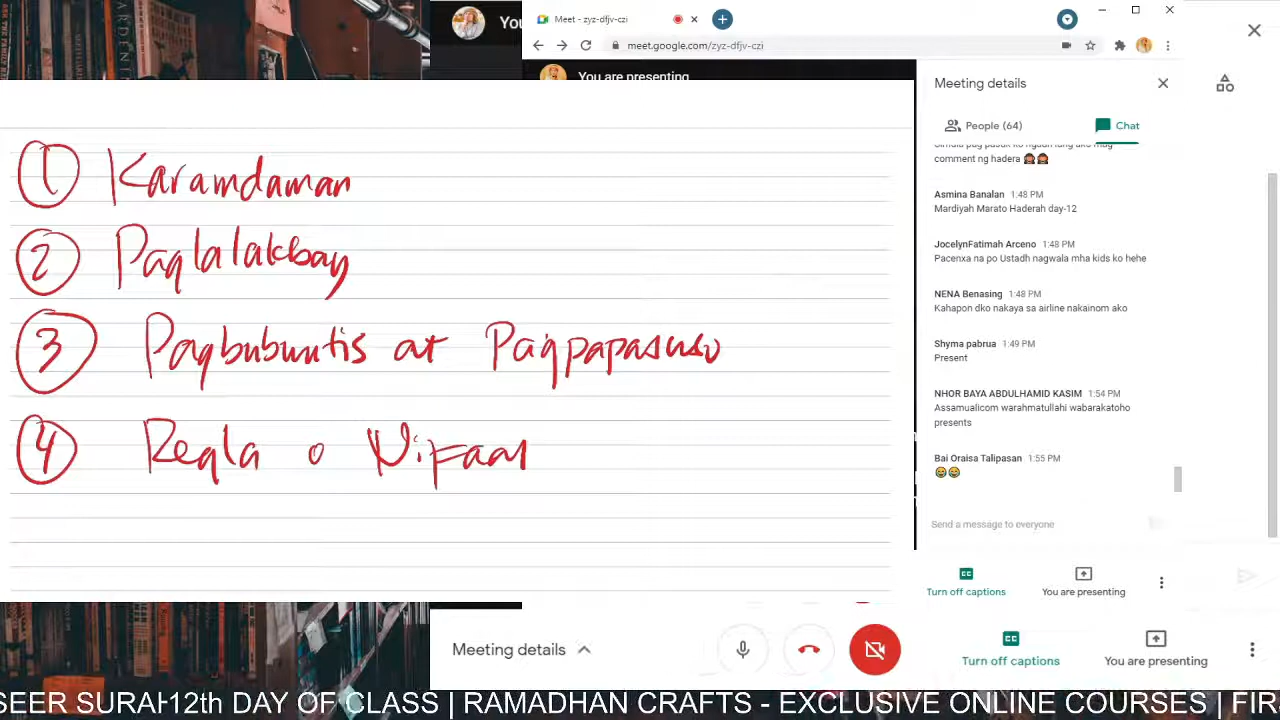 You
Meet - zyz-dfjv-czi
meet.google.com/zyz-dfjv-czi
You are presenting
Meeting details
People (64)
Chat
comment ng hadera
Asmina Banalan 1:48 PM
Mardiyah Marato Haderah day-12
JocelynFatimah Arceno 1:48 PM
Pacenxa na po Ustadh nagwala mha kids ko hehe
NENA Benasing 1:48 PM
Kahapon dko nakaya sa airline nakainom ako
Shyma pabrua 1:49 PM
Present
NHOR BAYA ABDULHAMID KASIM 1:54 PM
Assamualicom warahmatullahi wabarakatoho
presents
Bai Oraisa Talipasan 1:55 PM
Send a message to everyone
Turn off captions
You are presenting
1 Karamdaman
2 Paglalakbay
3 Pagbubuntis at Pagpapasuso
4 Regla o Nifaas
Meeting details
Turn off captions
You are presenting
SEER SURAH-12th DAY OF CLASS | RAMADHAN CRAFTS - EXCLUSIVE ONLINE COURSES | FIR